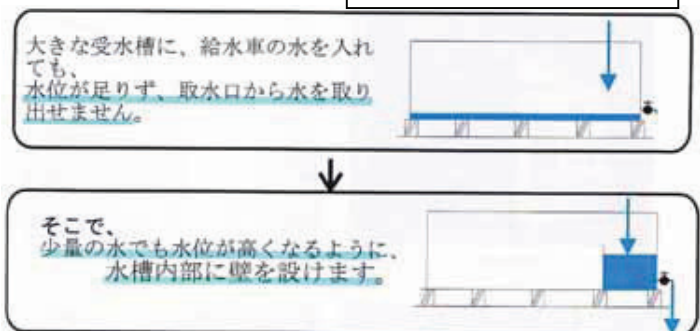 大きな受水槽に、給水車の水を入れ
ても、
水位が足りず、取水口から水を取り
出せません。
そこで、
少量の水でも水位が高くなるように、
水槽内部に壁を設けます。